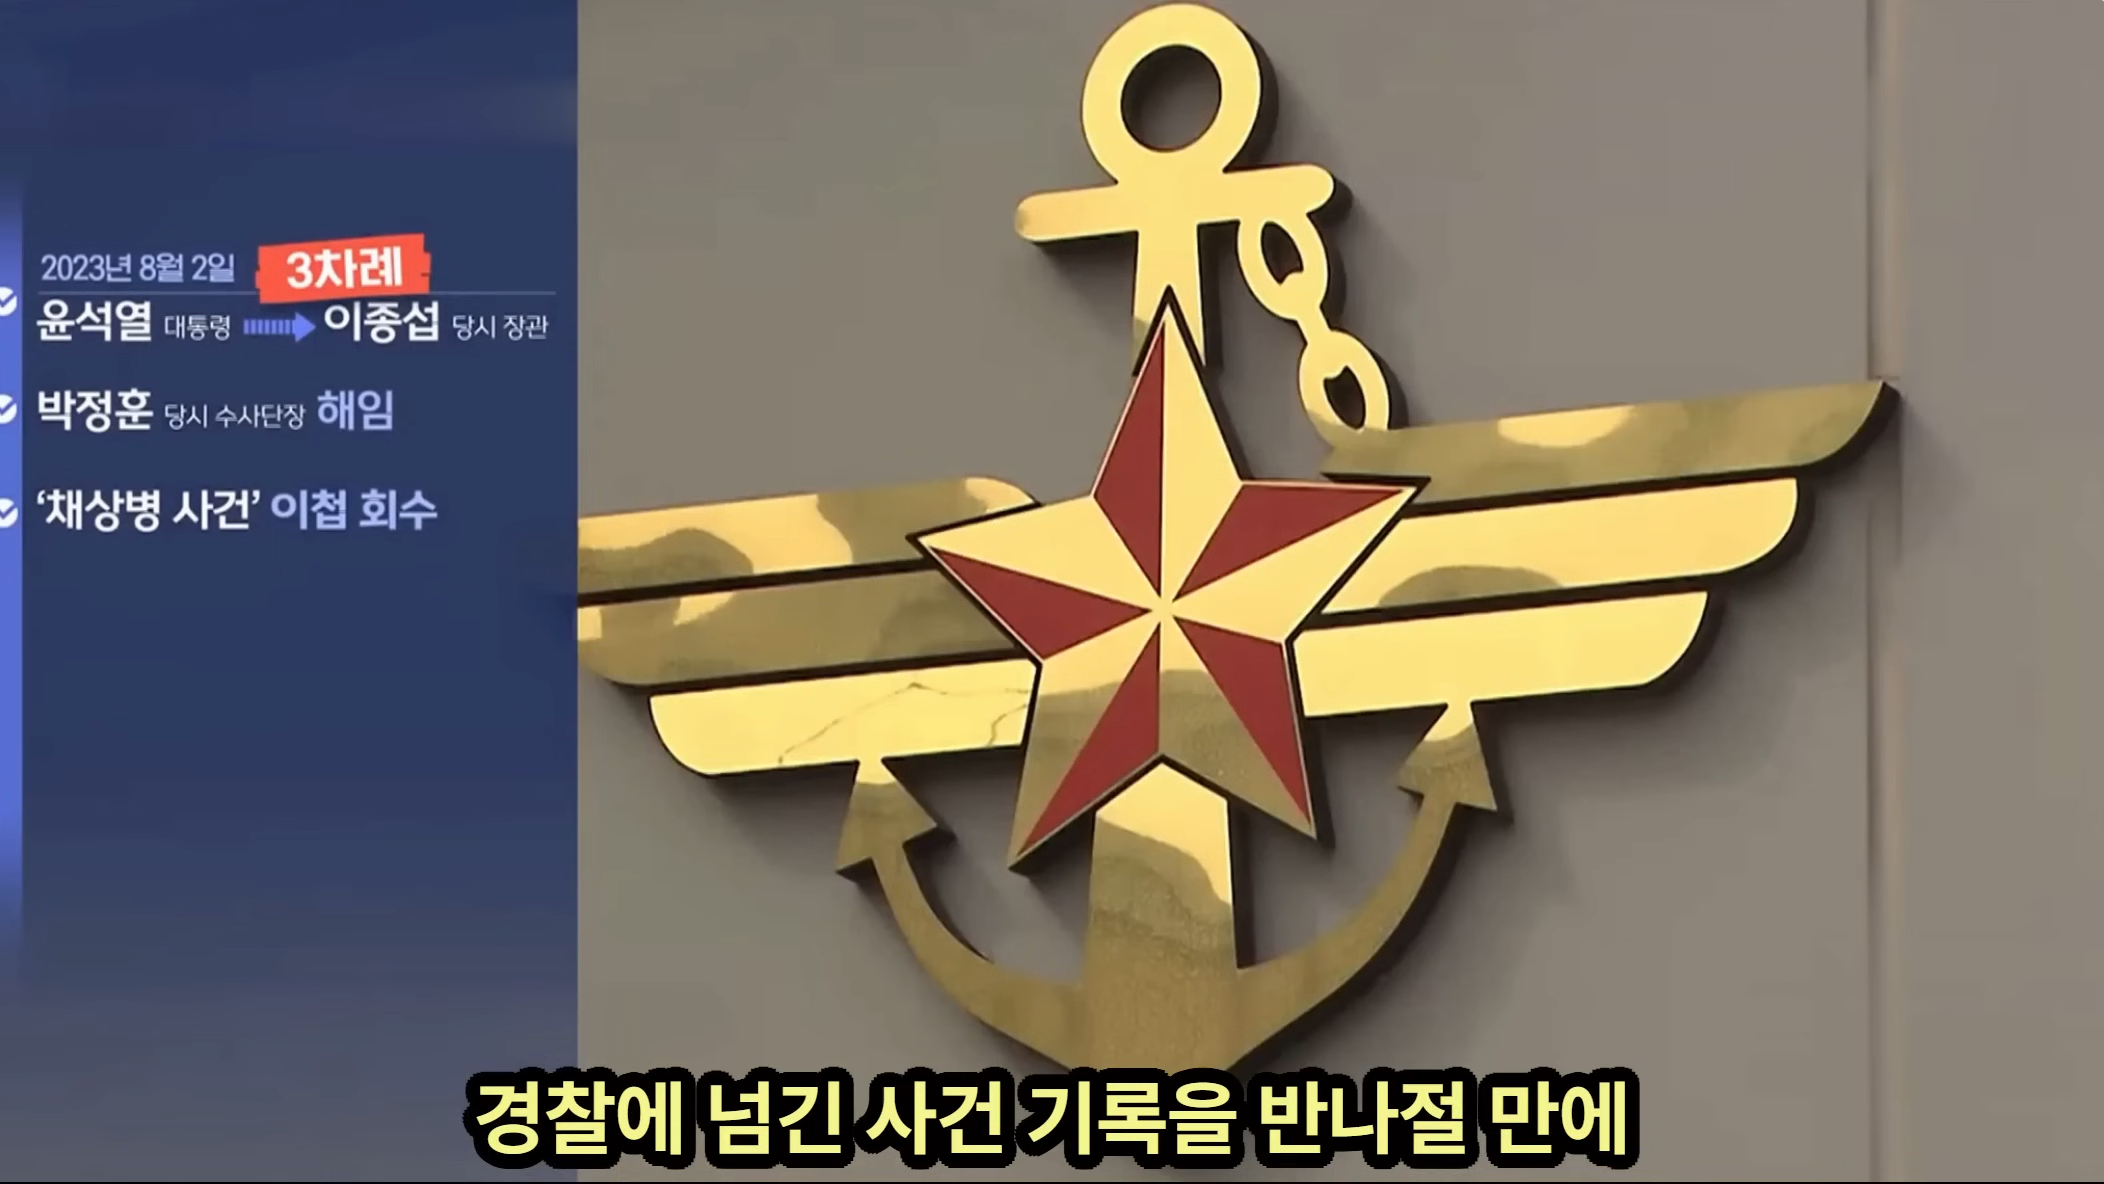 2023년 8월 2일 3차례
윤석열 대통령 이종섭 당시 장관
박정훈 당시 수사단장 해임
‘채상병 사건’ 이첩 회수
경찰에 넘긴 사건 기록을 반나절 만에